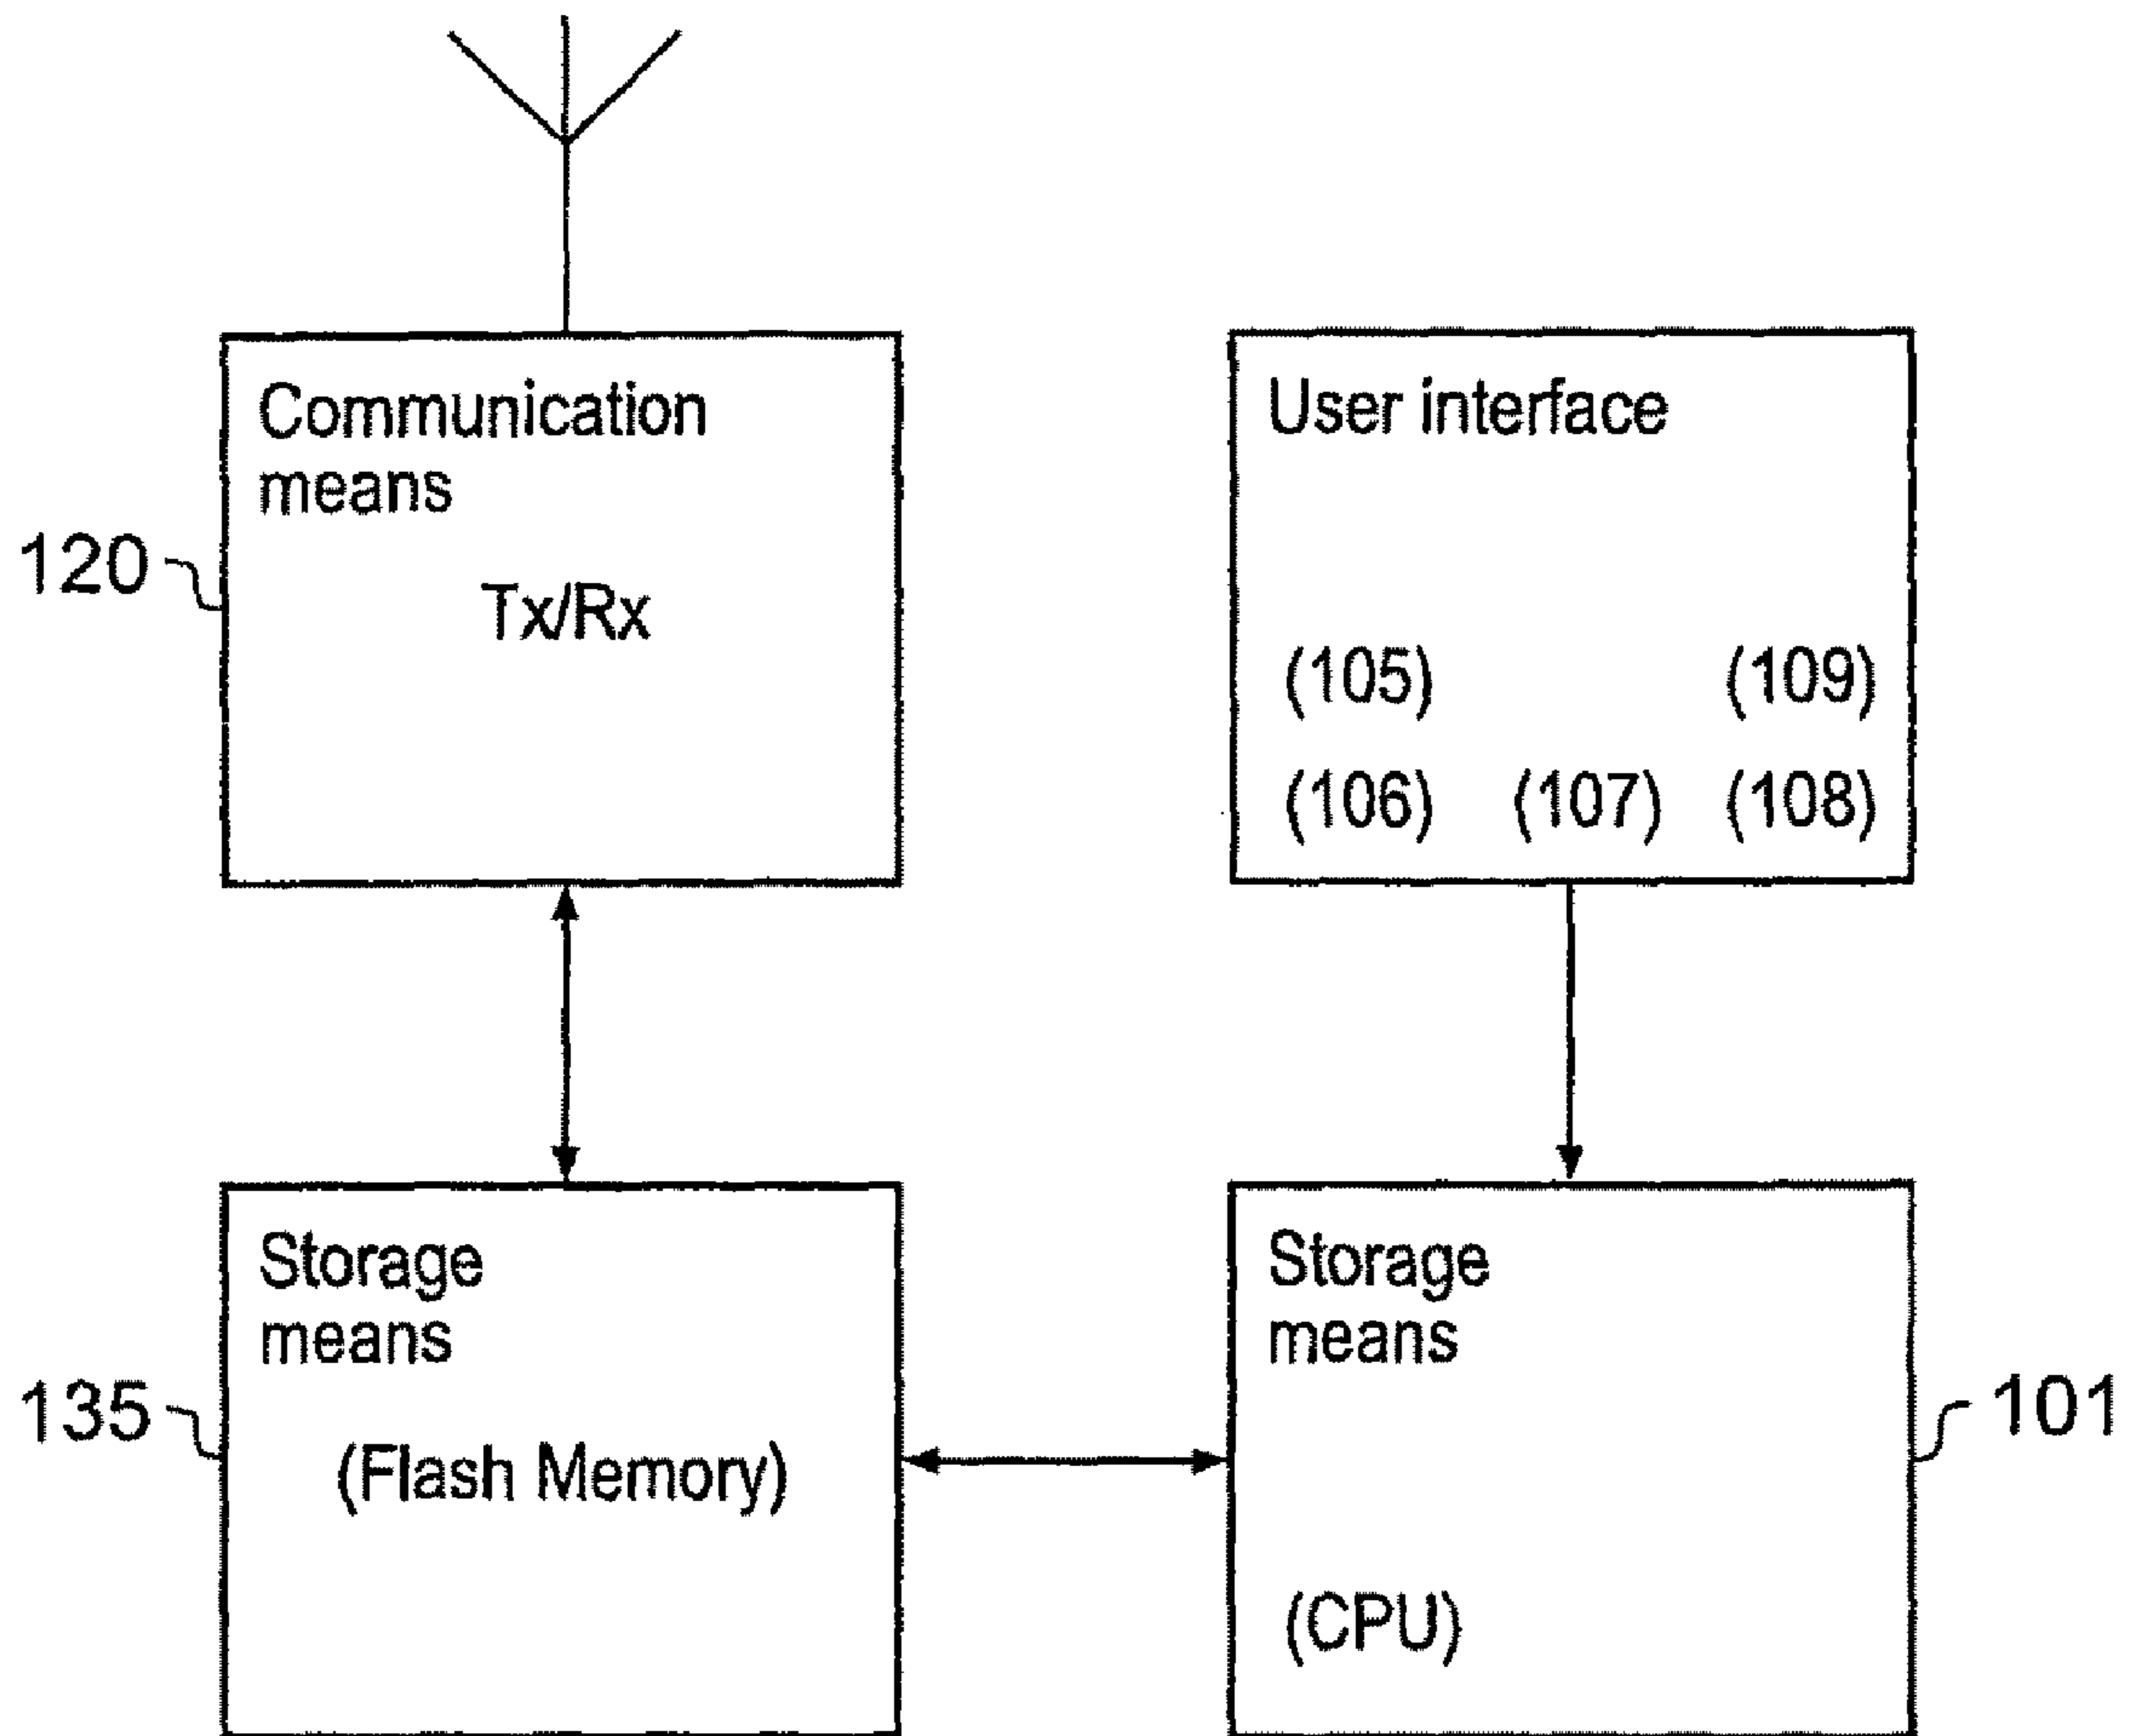 Communication
means
Tx/Rx
120
User interface
(105) (109)
(106) (107) (108)
Storage
means
(Flash Memory)
135
Storage
means
(CPU)
101